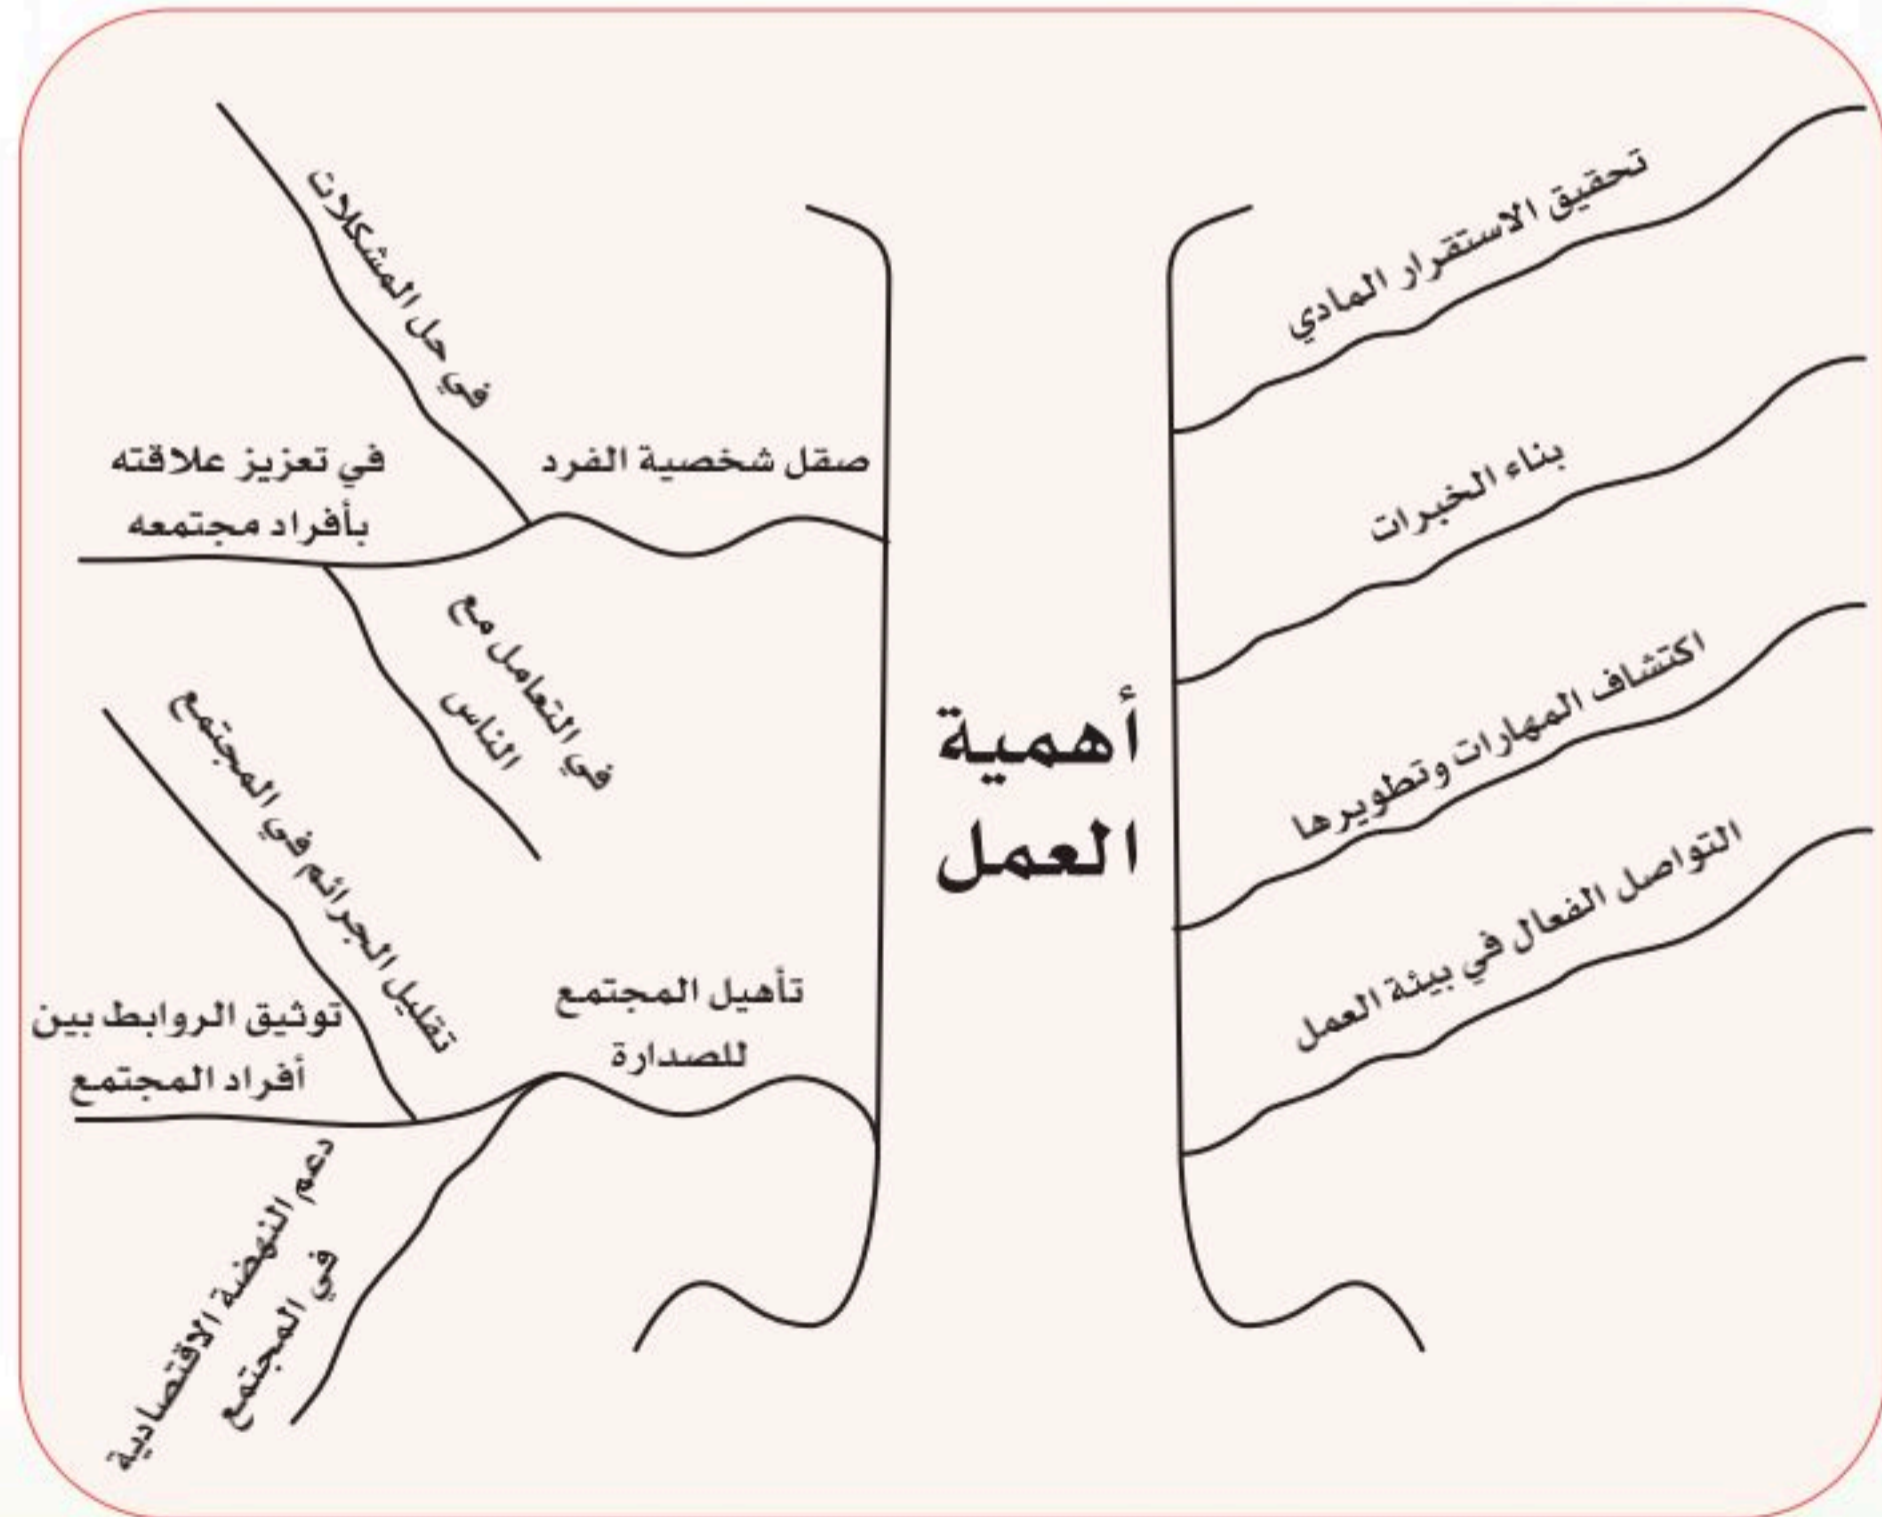 أهمية
العمل
تحقيق الاستقرار المادي
بناء الخبرات
اكتشاف المهارات وتطويرها
التواصل الفعال في بيئة العمل
صقل شخصية الفرد
في حل المشكلات
في تعزيز علاقته
بأفراد مجتمعه
في التعامل مع
الناس
تأهيل المجتمع
للصدارة
تقليل الجرائم في المجتمع
توثيق الروابط بين
أفراد المجتمع
دعم النهضة الاقتصادية
في المجتمع